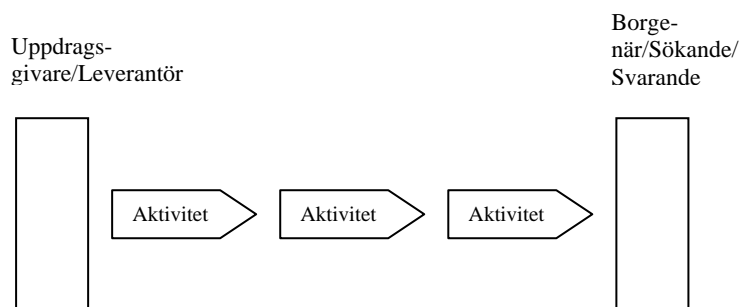 Uppdrags-
givare/Leverantör
Borge-
när/Sökande/
Svarande
Aktivitet
Aktivitet
Aktivitet